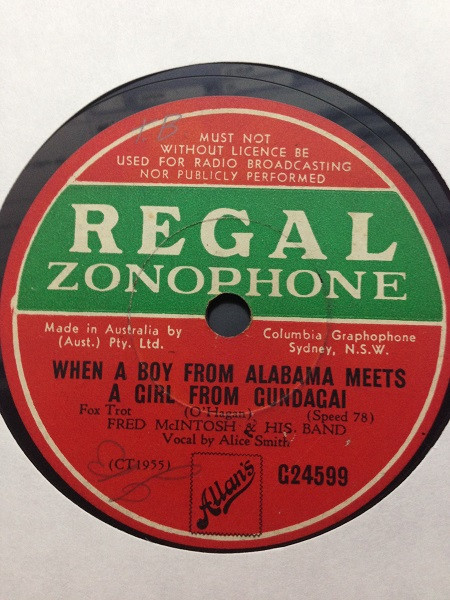 MUST NOT
WITHOUT LICENCE BE
USED FOR RADIO BROADCASTING
NOR PUBLICLY PERFORMED
REGAL
ZONOPHONE
Made in Australia by Columbia Graphophone
(Aust.) Pty. Ltd. Sydney, N.S.W.
WHEN A BOY FROM ALABAMA MEETS
A GIRL FROM GUNDAGAI
Fox Trot (O'Hagan) (Speed 78)
FRED McINTOSH & HIS BAND
Vocal by Alice Smith
(CT1955) Allan's G24599